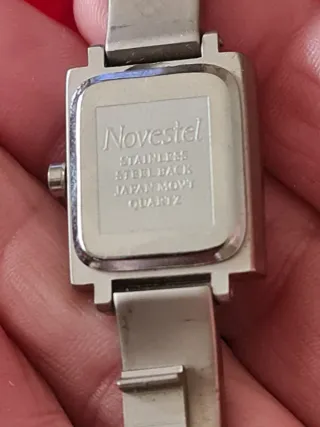 Novestel
STAINLESS
STEEL BACK
JAPAN MOVT
QUARTZ